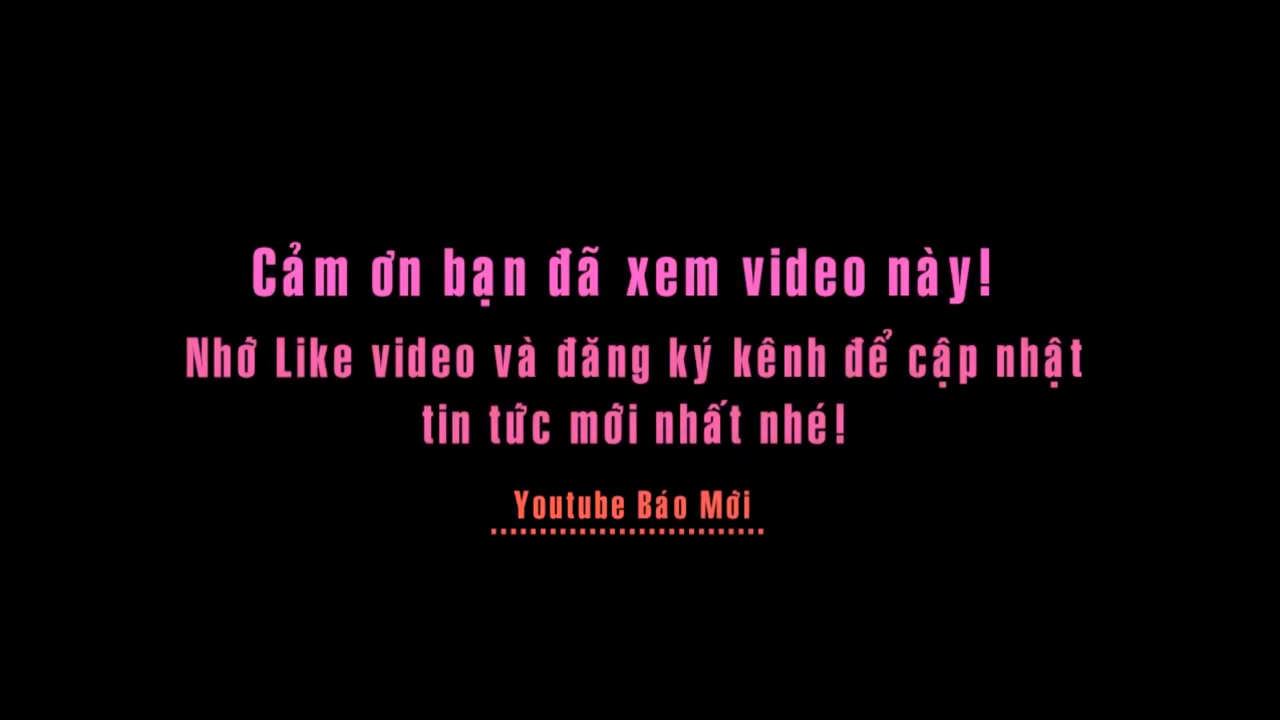 Cảm ơn bạn đã xem video này!
Nhớ Like video và đăng ký kênh để cập nhật
tin tức mới nhất nhé!
Youtube Báo Mới